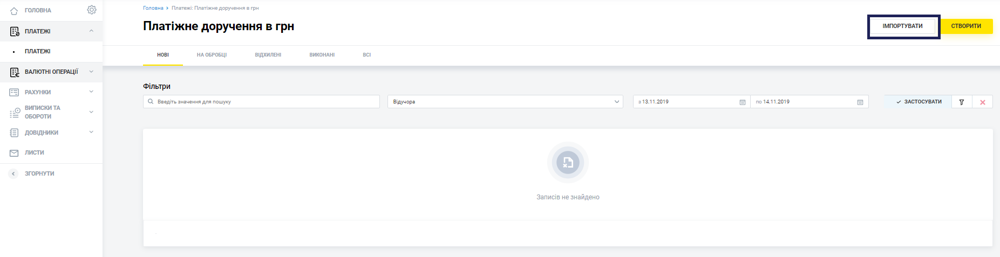 ГОЛОВНА
ПЛАТЕЖІ
ПЛАТЕЖІ
ВАЛЮТНІ ОПЕРАЦІЇ
РАХУНКИ
ВИПИСКИ ТА
ОБОРОТИ
ДОВІДНИКИ
ЛИСТИ
ЗГОРНУТИ
Головна > Платежі: Платіжне доручення в грн
Платіжне доручення в грн
ІМПОРТУВАТИ СТВОРИТИ
НОВІ НА ОБРОБЦІ ВІДХИЛЕНІ ВИКОНАНІ ВСІ
Фільтри
Введіть значення для пошуку Відучора з 13.11.2019 по 14.11.2019 ЗАСТОСУВАТИ
Записів не знайдено